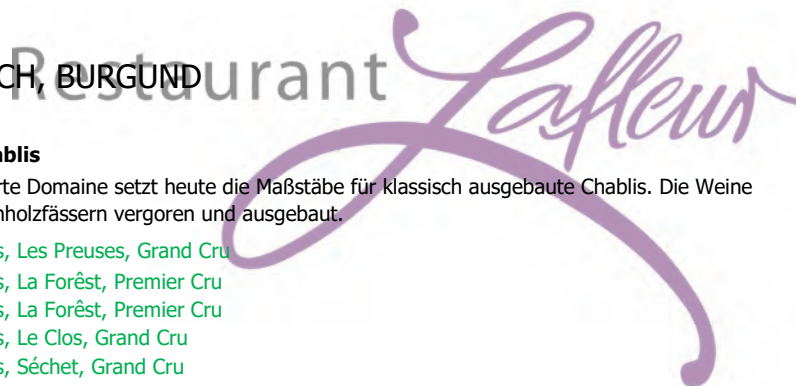 Restaurant Lafleur
CH, BURGUND
ablis
rte Domaine setzt heute die Maßstäbe für klassisch ausgebaute Chablis. Die Weine
nholzfässern vergoren und ausgebaut.
s, Les Preuses, Grand Cru
s, La Forêst, Premier Cru
s, La Forêst, Premier Cru
s, Le Clos, Grand Cru
s, Séchet, Grand Cru